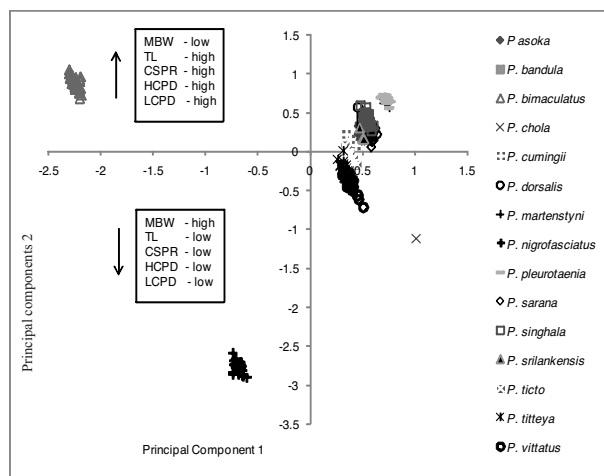 MBW - low
TL - high
CSPR - high
HCPD - high
LCPD - high
MBW - high
TL - low
CSPR - low
HCPD - low
LCPD - low
1.5
1
0.5
0
-0.5
-1
-1.5
-2
-2.5
-3
-3.5
-2.5
-2
-1.5
-1
-0.5
0
0.5
1
1.5
Principal components 2
Principal Component 1
P asoka
P. bandula
P. bimaculatus
P. chola
P. cumingii
P. dorsalis
P. martenstyni
P. nigrofasciatus
P. pleurotaenia
P. sarana
P. singhala
P. srilankensis
P. ticto
P. titteya
P. vittatus